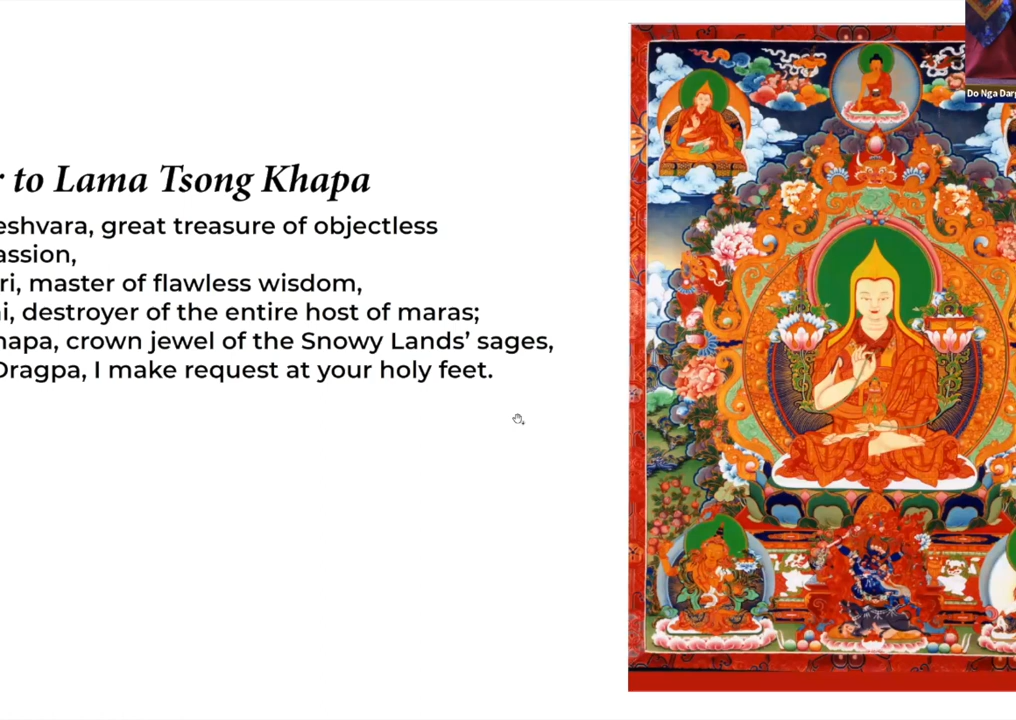 r to Lama Tsong Khapa
eshvara, great treasure of objectless
assion,
ri, master of flawless wisdom,
i, destroyer of the entire host of maras;
hapa, crown jewel of the Snowy Lands’ sages,
Dragpa, I make request at your holy feet.
Do Nga Darg